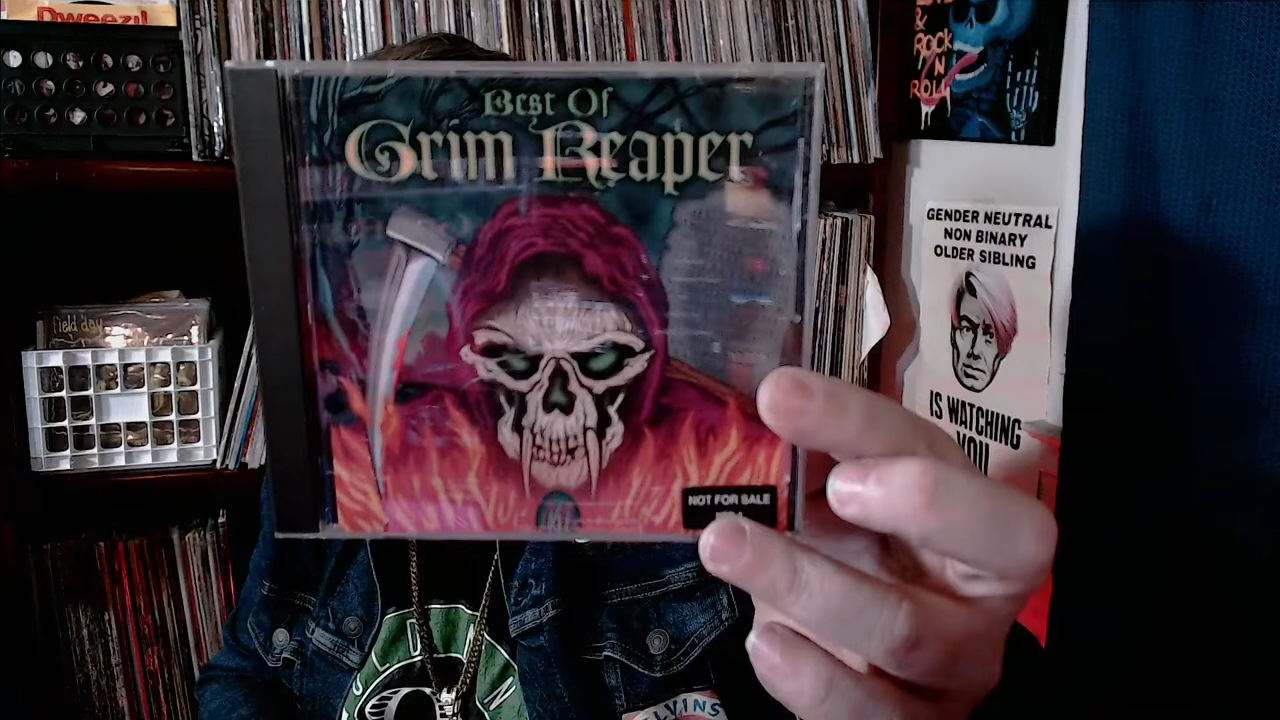 Dweezil
&
ROCK
'N
ROLL
Best Of
Grim Reaper
GENDER NEUTRAL
NON BINARY
OLDER SIBLING
IS WATCHING
YOU
field day
NOT FOR SALE